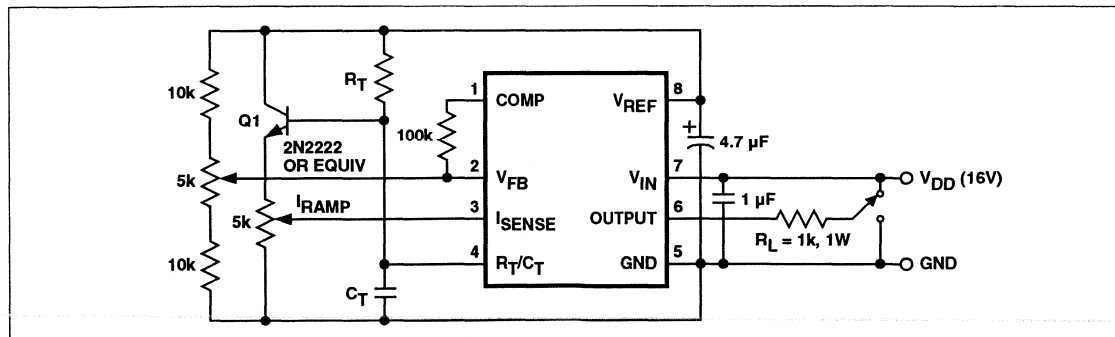 10k
Q1
2N2222
OR EQUIV
5k
I_RAMP
5k
10k
R_T
100k
C_T
1
COMP
2
V_FB
3
I_SENSE
4
R_T/C_T
8
V_REF
7
V_IN
6
OUTPUT
5
GND
+
4.7 µF
1 µF
V_DD (16V)
R_L = 1k, 1W
GND